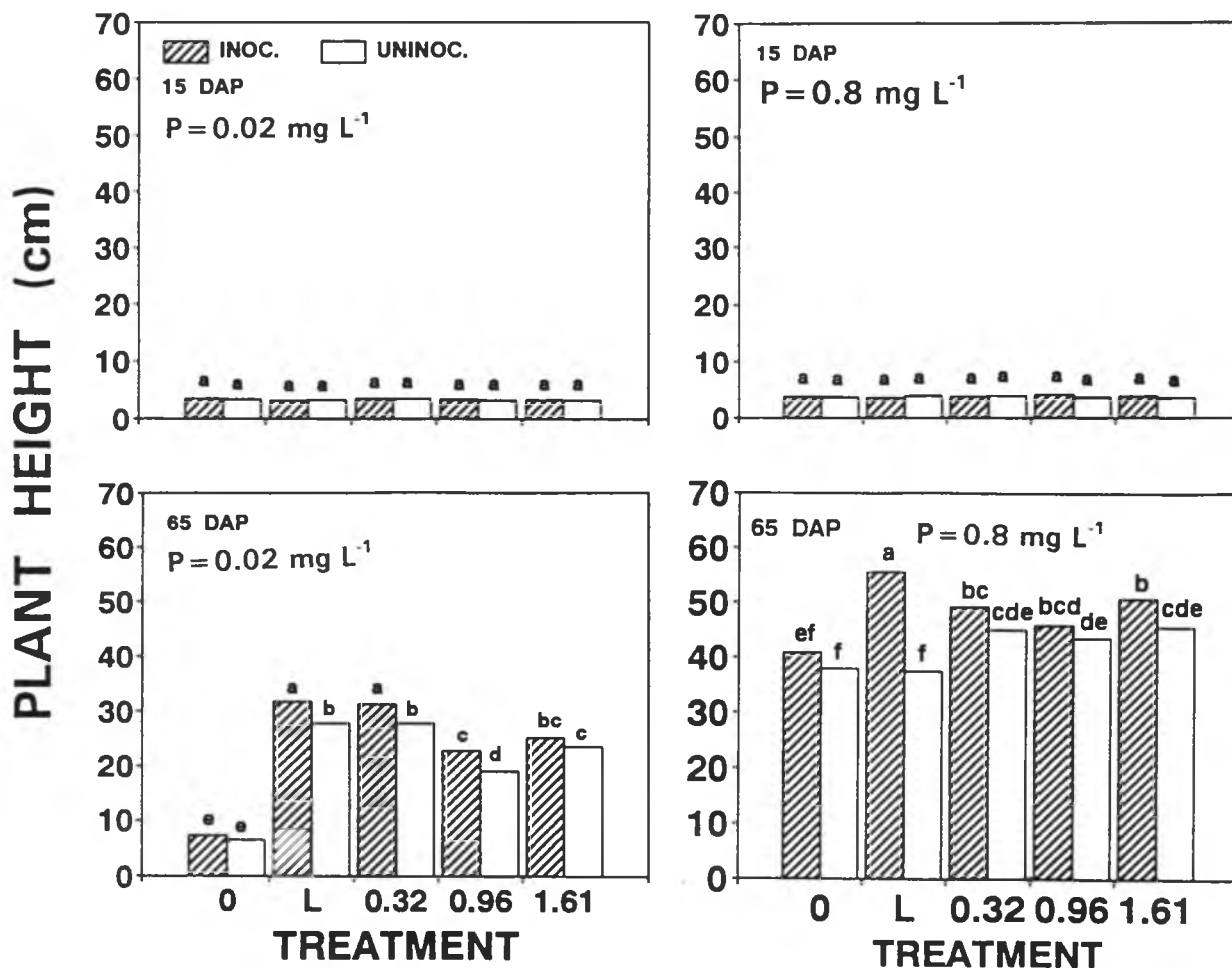 PLANT HEIGHT (cm)
70
60
50
40
30
20
10
0
INOC. UNINOC.
15 DAP
P=0.02 mg L-1
a a a a a a a a a a
70
60
50
40
30
20
10
0
15 DAP
P=0.8 mg L-1
a a a a a a a a a a
70
60
50
40
30
20
10
0
65 DAP
P=0.02 mg L-1
e e a b a b c d bc c
0 L 0.32 0.96 1.61
TREATMENT
70
60
50
40
30
20
10
0
65 DAP P=0.8 mg L-1
ef f a f bc cde bcd de b cde
0 L 0.32 0.96 1.61
TREATMENT